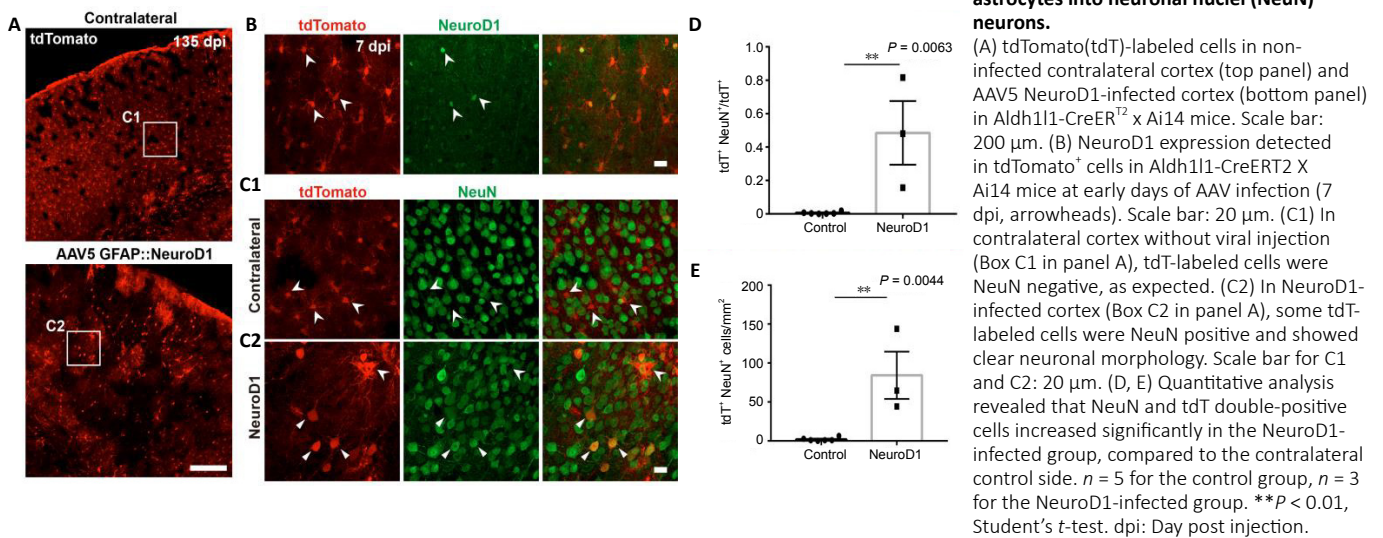 A
Contralateral
tdTomato
135 dpi
C1
AAV5 GFAP::NeuroD1
C2
B
tdTomato
NeuroD1
7 dpi
C1
tdTomato
NeuN
Contralateral
C2
NeuroD1
D
P = 0.0063
**
tdT+ NeuN+/tdT+
1.0
0.8
0.6
0.4
0.2
0
Control
NeuroD1
E
P = 0.0044
**
tdT+ NeuN+ cells/mm²
200
150
100
50
0
Control
NeuroD1
astrocytes into neuronal nuclei (NeuN)
neurons.
(A) tdTomato(tdT)-labeled cells in non-
infected contralateral cortex (top panel) and
AAV5 NeuroD1-infected cortex (bottom panel)
in Aldh1l1-CreERT2 x Ai14 mice. Scale bar:
200 μm. (B) NeuroD1 expression detected
in tdTomato+ cells in Aldh1l1-CreERT2 X
Ai14 mice at early days of AAV infection (7
dpi, arrowheads). Scale bar: 20 μm. (C1) In
contralateral cortex without viral injection
(Box C1 in panel A), tdT-labeled cells were
NeuN negative, as expected. (C2) In NeuroD1-
infected cortex (Box C2 in panel A), some tdT-
labeled cells were NeuN positive and showed
clear neuronal morphology. Scale bar for C1
and C2: 20 μm. (D, E) Quantitative analysis
revealed that NeuN and tdT double-positive
cells increased significantly in the NeuroD1-
infected group, compared to the contralateral
control side. n = 5 for the control group, n = 3
for the NeuroD1-infected group. **P < 0.01,
Student's t-test. dpi: Day post injection.